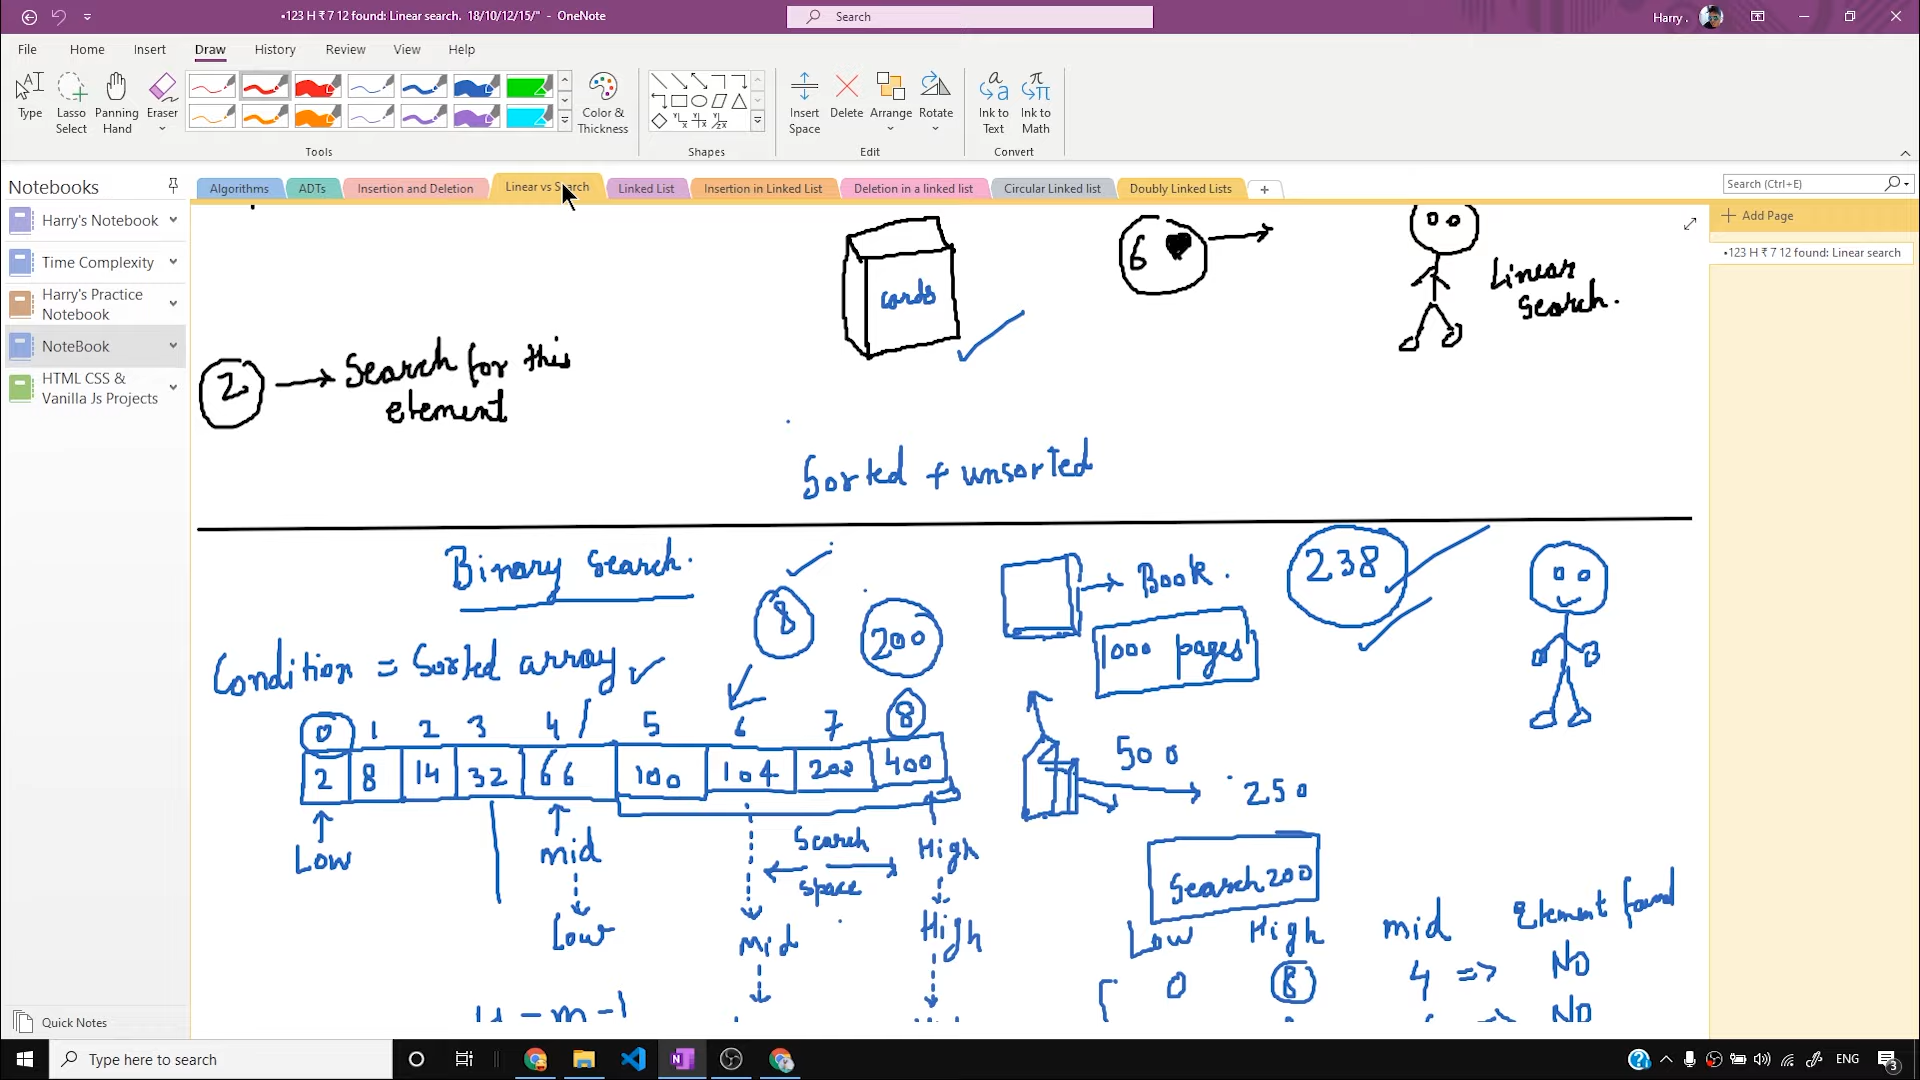 •123 H ₹ 7 12 found: Linear search. 18/10/12/15/" - OneNote
Search
Harry .
File Home Insert Draw History Review View Help
Type
Lasso Select
Panning Hand
Eraser
Color & Thickness
Insert Space
Delete
Arrange
Rotate
Ink to Text
Ink to Math
Tools
Shapes
Edit
Convert
Notebooks
Algorithms
ADTs
Insertion and Deletion
Linear vs Search
Linked List
Insertion in Linked List
Deletion in a linked list
Circular Linked list
Doubly Linked Lists
Search (Ctrl+E)
Add Page
•123 H ₹ 7 12 found: Linear search
Harry's Notebook
Time Complexity
Harry's Practice
Notebook
NoteBook
HTML CSS &
Vanilla Js Projects
Quick Notes
cards
6
Linear
Search.
2 → Search for this
element
Sorted + unsorted
Binary Search.
8
200
Book.
238
1000 pages
Condition = Sorted array
0 1 2 3 4 5 6 7 8
2 8 14 32 66 100 104 200 400
500
250
Low
mid
Search
space
High
Low
Mid
High
Search 200
Low High mid Element found
0 8 4 => NO
NO
Type here to search
ENG
3